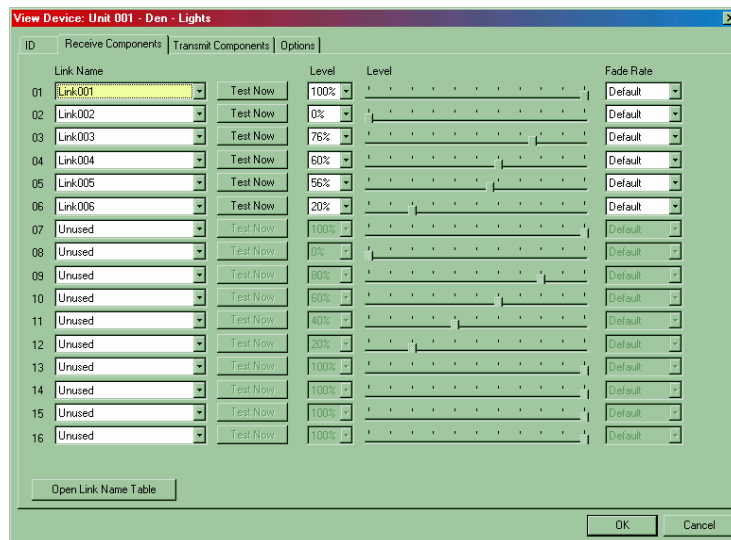 View Device: Unit 001 - Den - Lights
ID Receive Components Transmit Components Options
Link Name Level Level Fade Rate
01 Link001 Test Now 100% Default
02 Link002 Test Now 0% Default
03 Link003 Test Now 76% Default
04 Link004 Test Now 60% Default
05 Link005 Test Now 56% Default
06 Link006 Test Now 20% Default
07 Unused Test Now 100% Default
08 Unused Test Now 0% Default
09 Unused Test Now 80% Default
10 Unused Test Now 60% Default
11 Unused Test Now 40% Default
12 Unused Test Now 20% Default
13 Unused Test Now 100% Default
14 Unused Test Now 100% Default
15 Unused Test Now 100% Default
16 Unused Test Now 100% Default
Open Link Name Table
OK Cancel